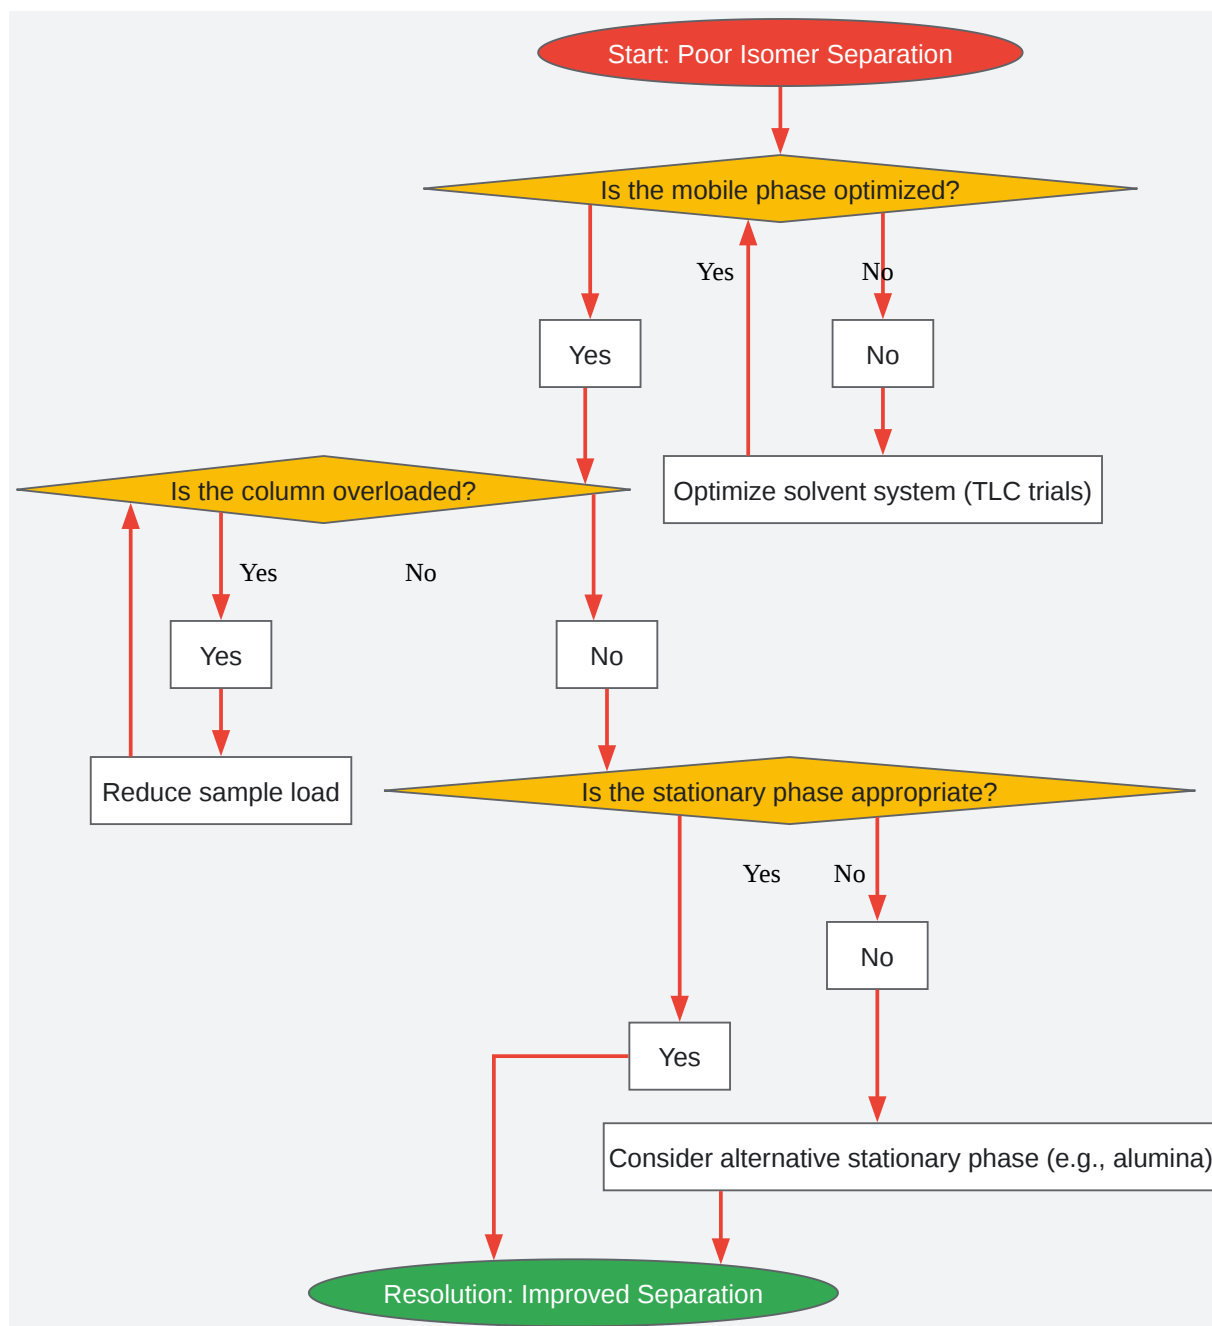 Start: Poor Isomer Separation
Is the mobile phase optimized?
Yes
No
Yes
No
Is the column overloaded?
Optimize solvent system (TLC trials)
Yes
No
Yes
No
Reduce sample load
Is the stationary phase appropriate?
Yes
No
No
Yes
Consider alternative stationary phase (e.g., alumina)
Resolution: Improved Separation